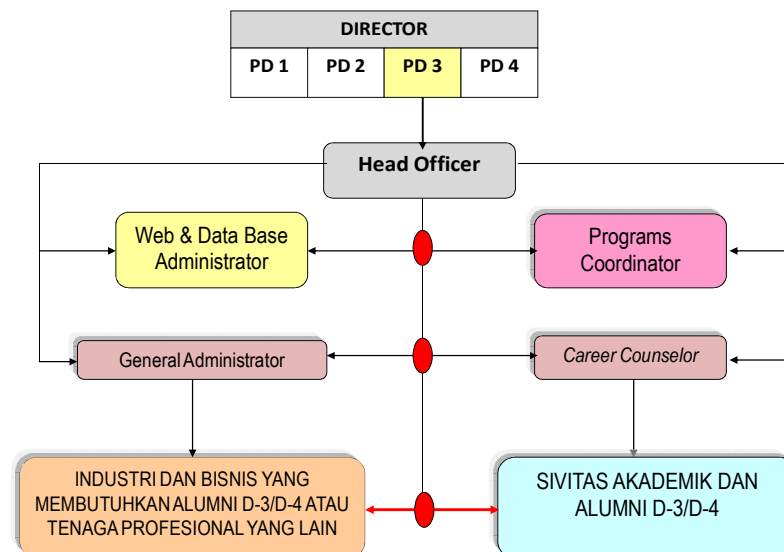 DIRECTOR
PD 1 PD 2 PD 3 PD 4
Head Officer
Web & Data Base
Administrator
Programs
Coordinator
General Administrator
Career Counselor
INDUSTRI DAN BISNIS YANG
MEMBUTUHKAN ALUMNI D-3/D-4 ATAU
TENAGA PROFESIONAL YANG LAIN
SIVITAS AKADEMIK DAN
ALUMNI D-3/D-4